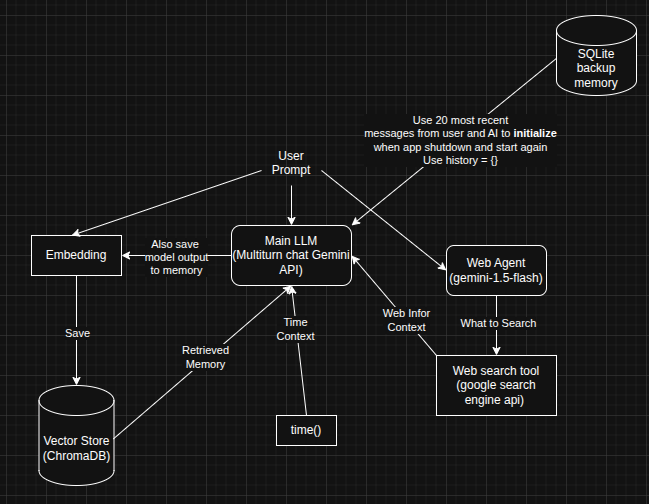 SQLite
backup
memory
Use 20 most recent
messages from user and AI to initialize
when app shutdown and start again
Use history = {}
User
Prompt
Embedding
Also save
model output
to memory
Main LLM
(Multiturn chat Gemini
API)
Web Agent
(gemini-1.5-flash)
Save
Retrieved
Memory
Time
Context
Web Infor
Context
What to Search
Web search tool
(google search
engine api)
Vector Store
(ChromaDB)
time()